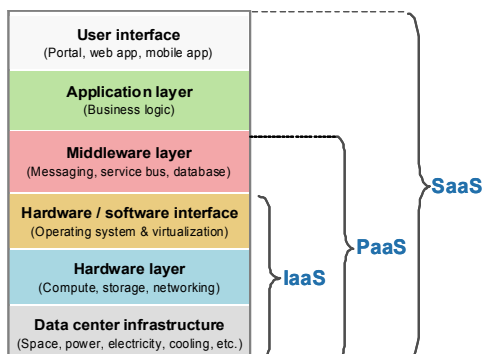 User interface
(Portal, web app, mobile app)
Application layer
(Business logic)
Middleware layer
(Messaging, service bus, database)
Hardware / software interface
(Operating system & virtualization)
Hardware layer
(Compute, storage, networking)
Data center infrastructure
(Space, power, electricity, cooling, etc.)
IaaS
PaaS
SaaS